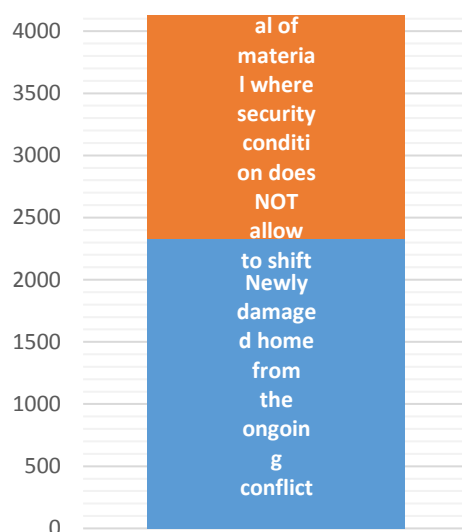 4000
3500
3000
2500
2000
1500
1000
500
0
al of
materia
l where
security
conditi
on does
NOT
allow
to shift
Newly
damage
d home
from
the
ongoin
g
conflict